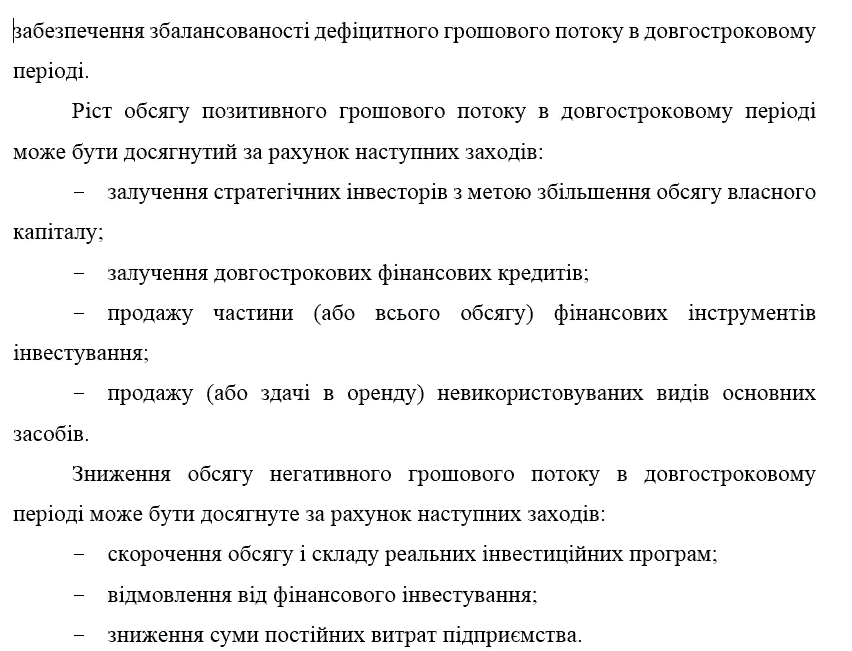 забезпечення збалансованості дефіцитного грошового потоку в довгостроковому
періоді.
Ріст обсягу позитивного грошового потоку в довгостроковому періоді
може бути досягнутий за рахунок наступних заходів:
− залучення стратегічних інвесторів з метою збільшення обсягу власного
капіталу;
− залучення довгострокових фінансових кредитів;
− продажу частини (або всього обсягу) фінансових інструментів
інвестування;
− продажу (або здачі в оренду) невикористовуваних видів основних
засобів.
Зниження обсягу негативного грошового потоку в довгостроковому
періоді може бути досягнуте за рахунок наступних заходів:
− скорочення обсягу і складу реальних інвестиційних програм;
− відмовлення від фінансового інвестування;
− зниження суми постійних витрат підприємства.